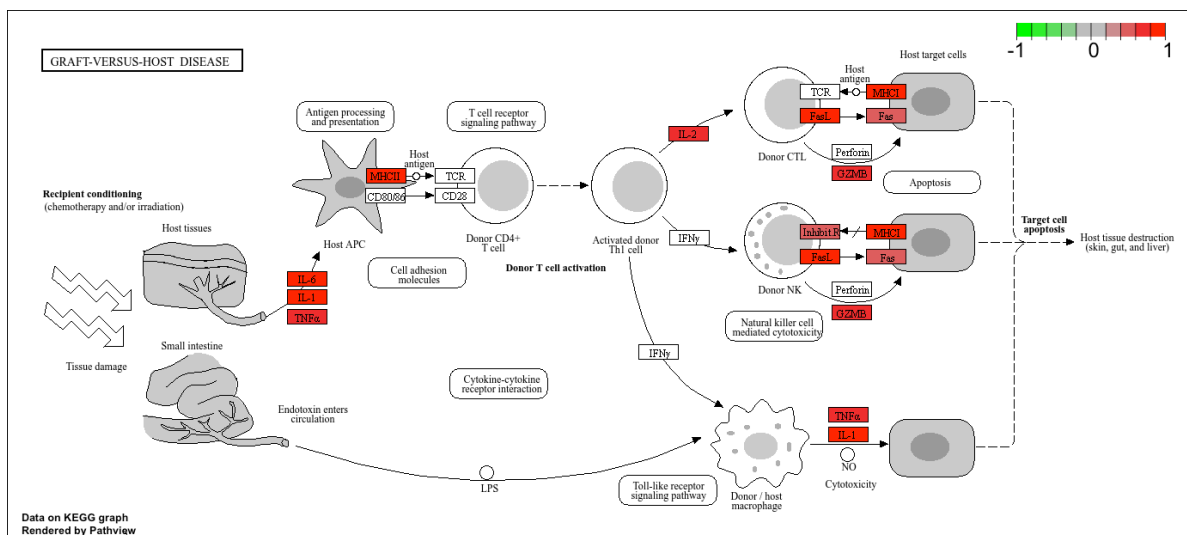 GRAFT-VERSUS-HOST DISEASE
-1 0 1
Antigen processing
and presentation
T cell receptor
signaling pathway
Host
antigen
MHCII
TCR
CD80/86
CD28
Host APC
Donor CD4+
T cell
Cell adhesion
molecules
Donor T cell activation
Recipient conditioning
(chemotherapy and/or irradiation)
Host tissues
IL-6
IL-1
TNFα
Tissue damage
Small intestine
Endotoxin enters
circulation
LPS
Cytokine-cytokine
receptor interaction
Activated donor
Th1 cell
IL-2
IFNγ
IFNγ
Host target cells
Host
antigen
TCR
MHCI
FasL
Fas
Donor CTL
Perforin
GZMB
Apoptosis
InhibitR
MHCI
FasL
Fas
Donor NK
Perforin
GZMB
Natural killer cell
mediated cytotoxicity
Target cell
apoptosis
Host tissue destruction
(skin, gut, and liver)
TNFα
IL-1
NO
Cytotoxicity
Toll-like receptor
signaling pathway
Donor / host
macrophage
Data on KEGG graph
Rendered by Pathview